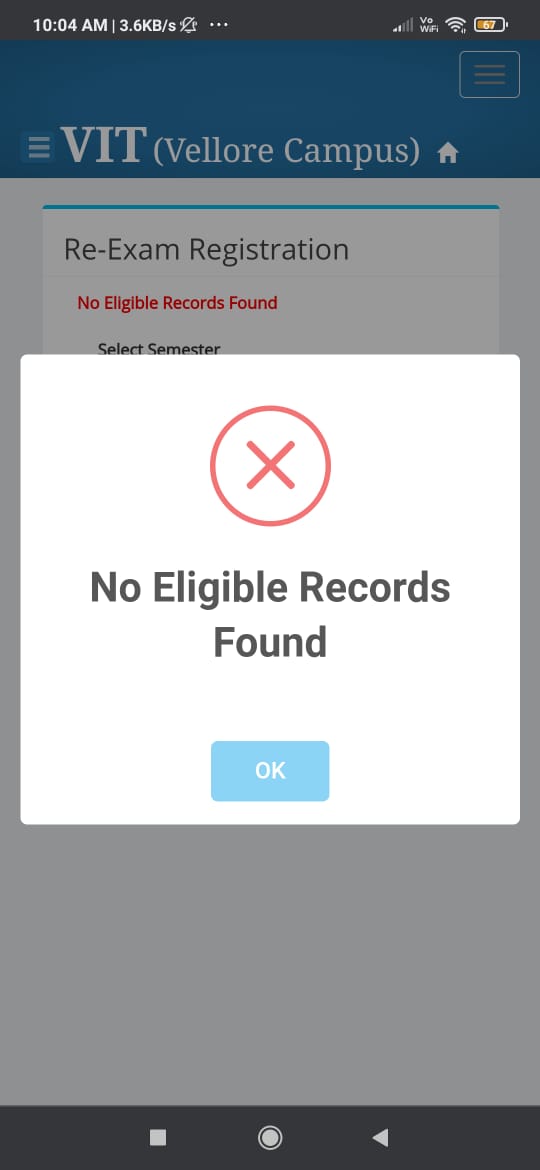 10:04 AM | 3.6KB/s ...
Vo
WiFi
67
VIT (Vellore Campus)
Re-Exam Registration
No Eligible Records Found
Select Semester
No Eligible Records
Found
OK